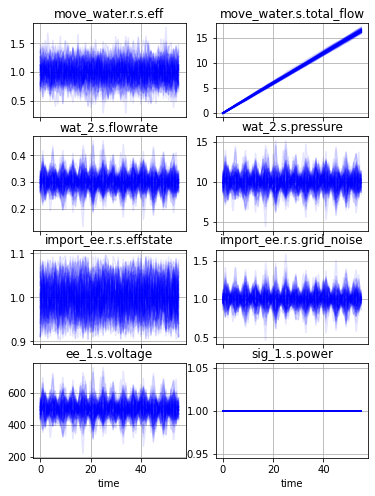 move_water.r.s.eff
move_water.s.total_flow
1.5
1.0
0.5
15
10
5
0
wat_2.s.flowrate
wat_2.s.pressure
0.4
0.3
0.2
15
10
5
import_ee.r.s.effstate
import_ee.r.s.grid_noise
1.1
1.0
0.9
1.5
1.0
0.5
ee_1.s.voltage
sig_1.s.power
600
400
200
1.05
1.00
0.95
0 20 40
0 20 40
time
time